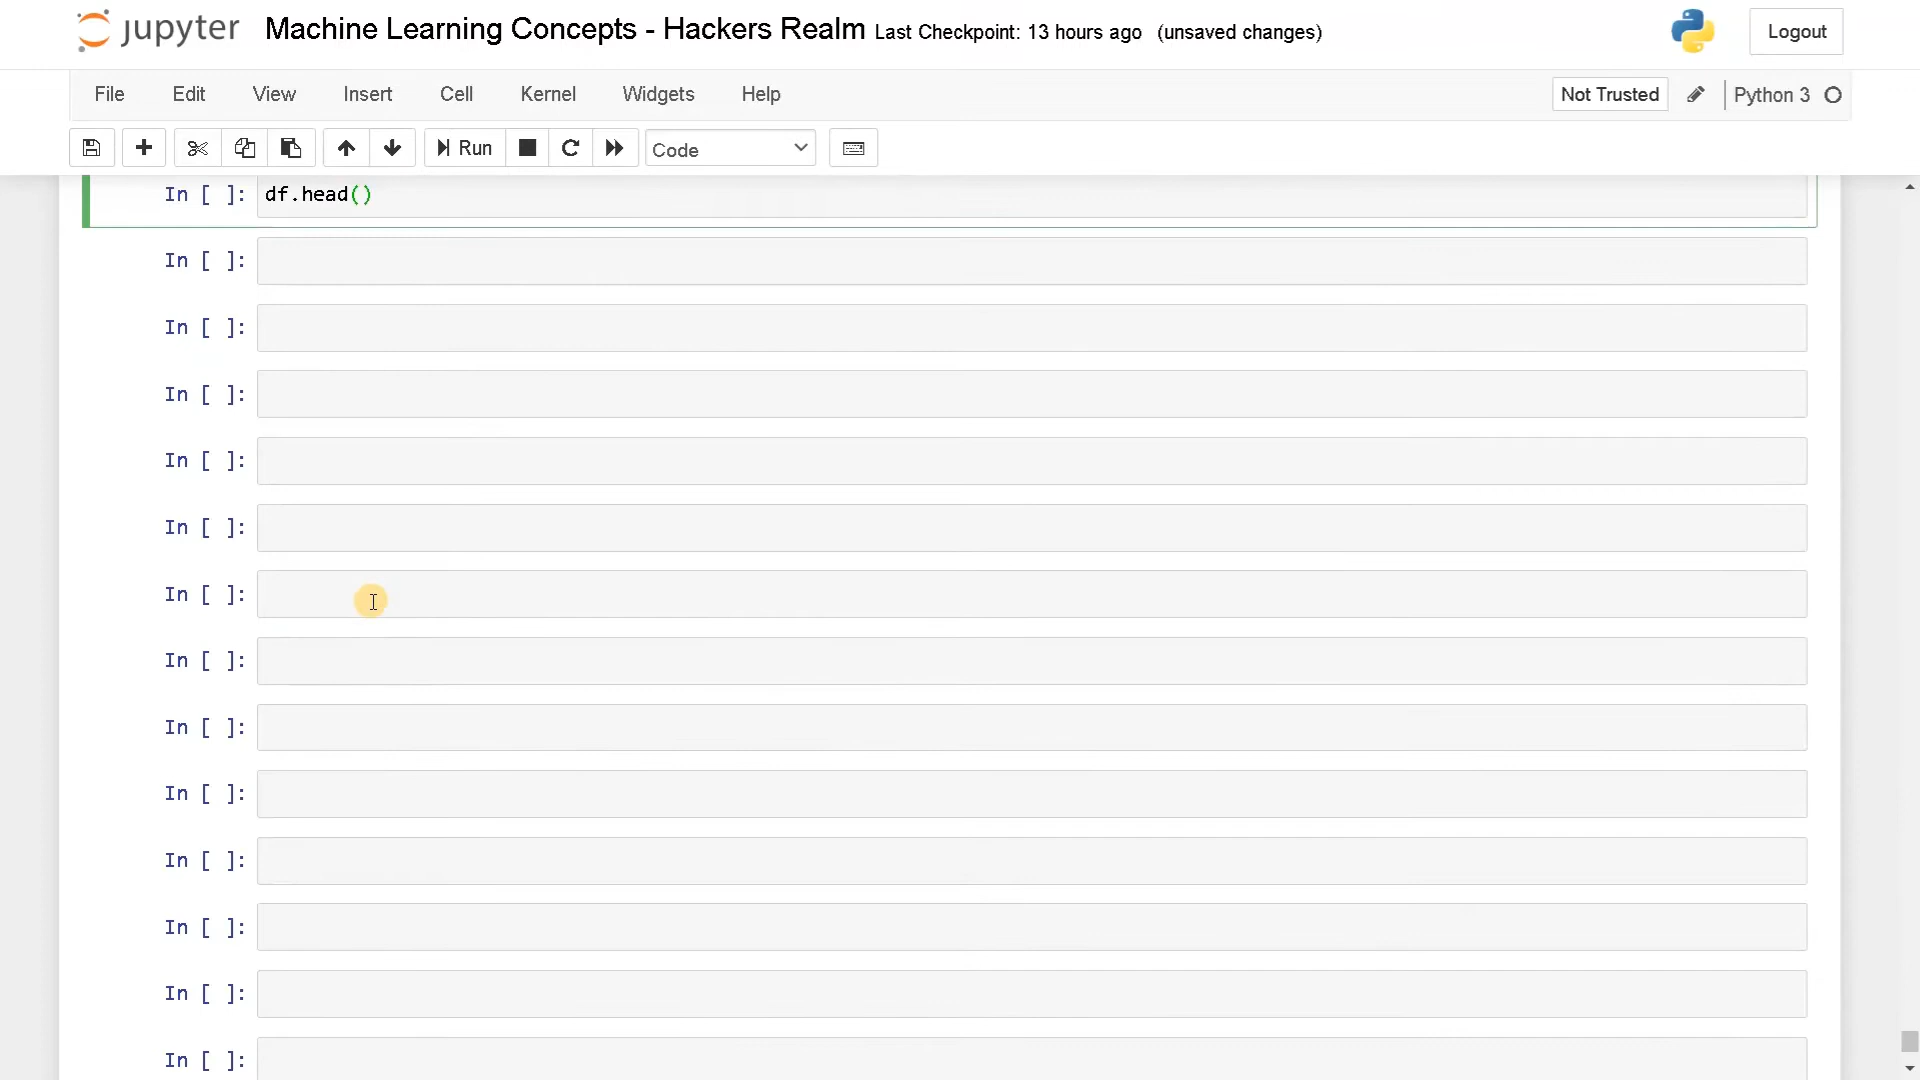 jupyter Machine Learning Concepts - Hackers Realm Last Checkpoint: 13 hours ago (unsaved changes) Logout
File Edit View Insert Cell Kernel Widgets Help Not Trusted Python 3
Run Code
In [ ]: df.head()
In [ ]:
In [ ]:
In [ ]:
In [ ]:
In [ ]:
In [ ]:
In [ ]:
In [ ]:
In [ ]:
In [ ]:
In [ ]:
In [ ]:
In [ ]: